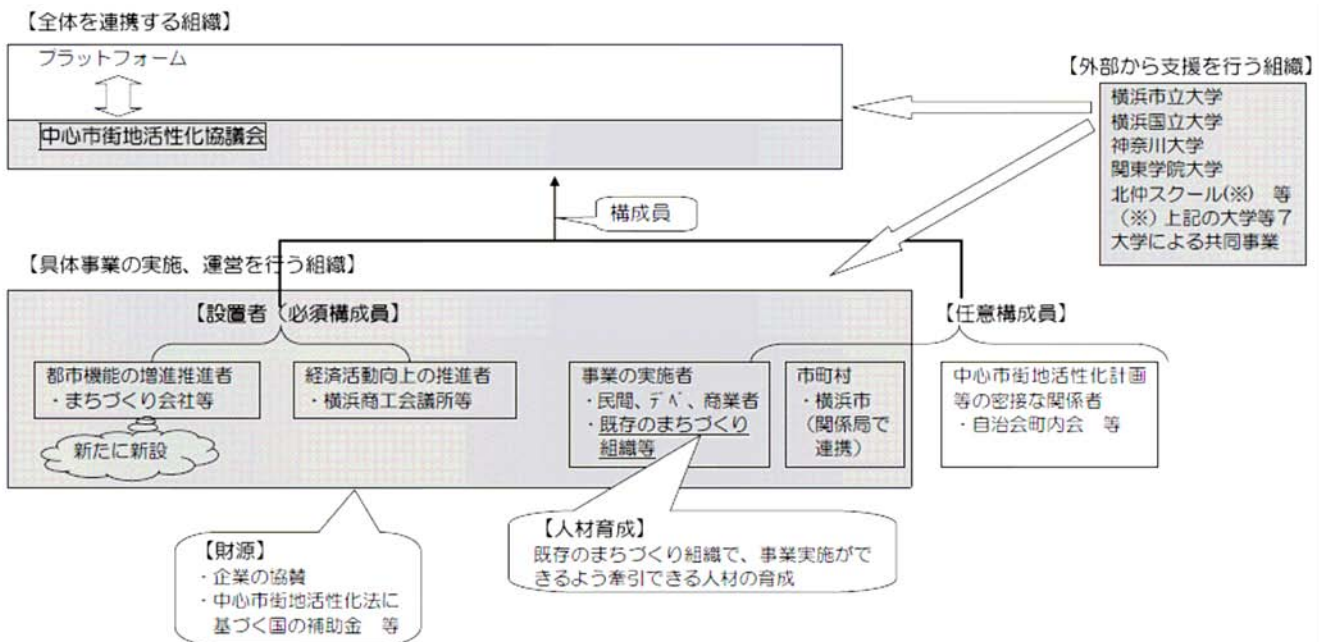 【全体を連携する組織】
プラットフォーム
中心市街地活性化協議会
【外部から支援を行う組織】
横浜市立大学
横浜国立大学
神奈川大学
関東学院大学
北仲スクール(※) 等
(※)上記の大学等7
大学による共同事業
構成員
【具体事業の実施、運営を行う組織】
【設置者(必須構成員】
【任意構成員】
都市機能の増進推進者
・まちづくり会社等
新たに新設
経済活動向上の推進者
・横浜商工会議所等
事業の実施者
・民間、デベ、商業者
・既存のまちづくり
組織等
市町村
・横浜市
(関係局で
連携)
中心市街地活性化計画
等の密接な関係者
・自治会町内会 等
【財源】
・企業の協賛
・中心市街地活性化法に
基づく国の補助金 等
【人材育成】
既存のまちづくり組織で、事業実施がで
きるよう牽引できる人材の育成